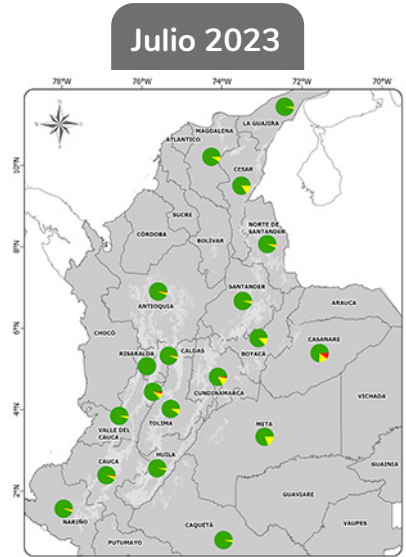 Julio 2023
78°W 76°W 74°W 72°W 70°W
LA GUAJIRA
MAGDALENA
ATLANTICO
10°N
CESAR
SUCRE
NORTE DE
SANTANDER
CÓRDOBA
BOLÍVAR
8°N
SANTANDER
ANTIOQUIA
ARAUCA
6°N
CHOCÓ
CASANARE
RISARALDA
CALDAS
BOYACÁ
CUNDINAMARCA
VICHADA
4°N
VALLE DEL
CAUCA
TOLIMA
META
CAUCA
HUILA
GUAINIA
2°N
GUAVIARE
NARIÑO
CAQUETÁ
VAUPES
PUTUMAYO